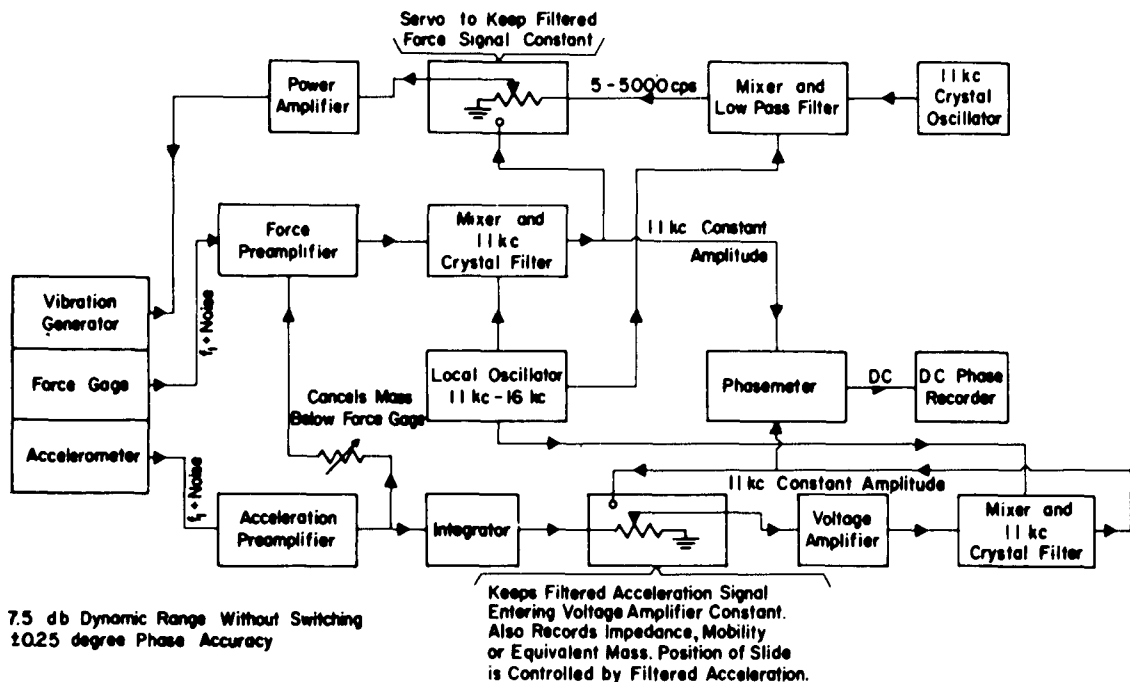 Servo to Keep Filtered
Force Signal Constant
Power
Amplifier
5 - 5000 cps
Mixer and
Low Pass Filter
11 kc
Crystal
Oscillator
Force
Preamplifier
Mixer and
11 kc
Crystal Filter
11 kc Constant
Amplitude
Vibration
Generator
Force Gage
Accelerometer
f₁ + Noise
f₁ + Noise
Cancels Mass
Below Force Gage
Local Oscillator
11 kc - 16 kc
Phasemeter
DC
DC Phase
Recorder
11 kc Constant Amplitude
Acceleration
Preamplifier
Integrator
Voltage
Amplifier
Mixer and
11 kc
Crystal Filter
Keeps Filtered Acceleration Signal
Entering Voltage Amplifier Constant.
Also Records Impedance, Mobility
or Equivalent Mass. Position of Slide
is Controlled by Filtered Acceleration.
7.5 db Dynamic Range Without Switching
±0.25 degree Phase Accuracy